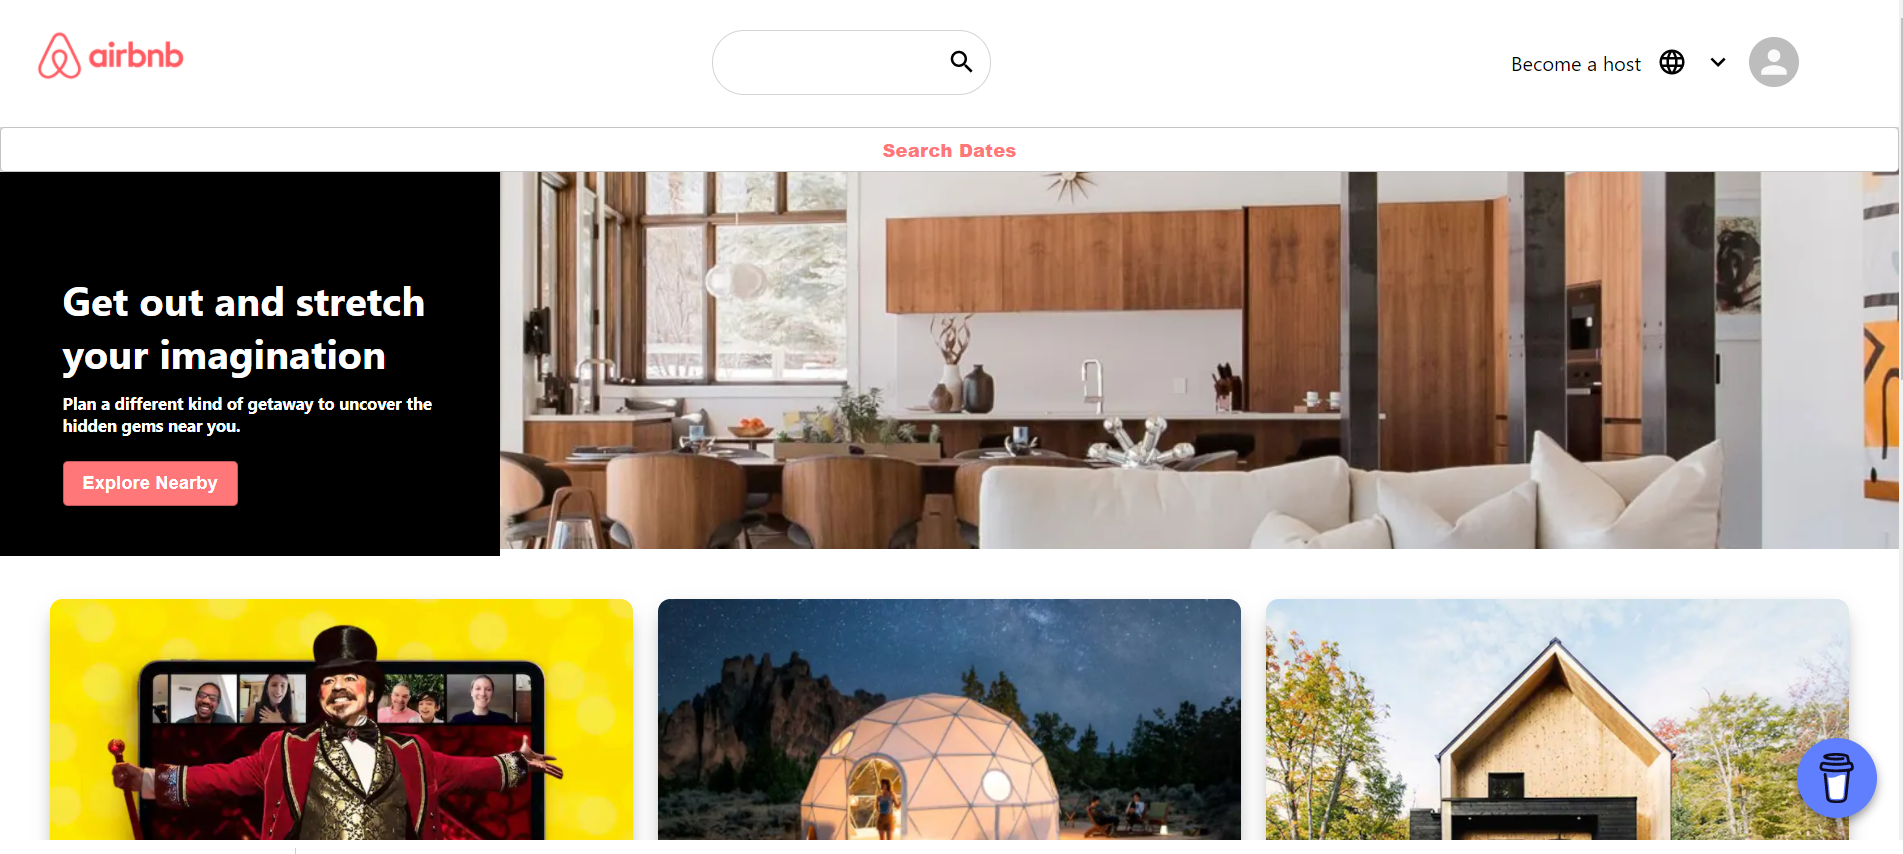 airbnb
Become a host
Search Dates
Get out and stretch
your imagination
Plan a different kind of getaway to uncover the
hidden gems near you.
Explore Nearby